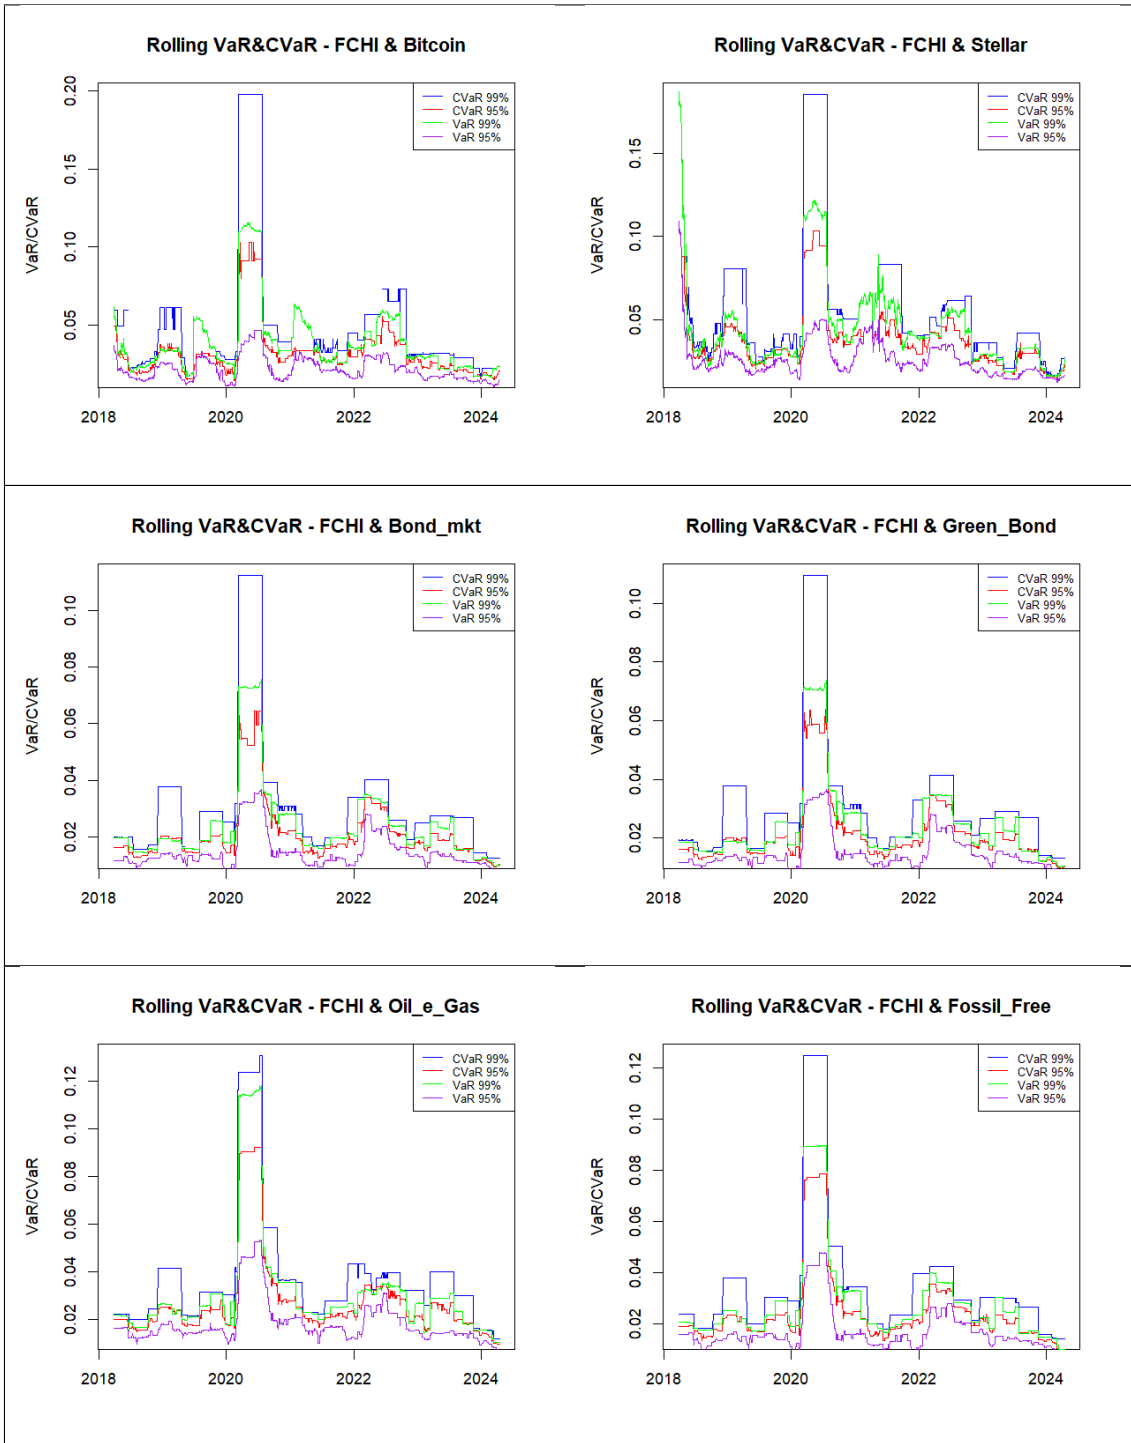 Rolling VaR&CVaR - FCHI & Bitcoin
VaR/CVaR
0.20
0.15
0.10
0.05
CVaR 99%
CVaR 95%
VaR 99%
VaR 95%
2018 2020 2022 2024
Rolling VaR&CVaR - FCHI & Stellar
VaR/CVaR
0.15
0.10
0.05
CVaR 99%
CVaR 95%
VaR 99%
VaR 95%
2018 2020 2022 2024
Rolling VaR&CVaR - FCHI & Bond_mkt
VaR/CVaR
0.10
0.08
0.06
0.04
0.02
CVaR 99%
CVaR 95%
VaR 99%
VaR 95%
2018 2020 2022 2024
Rolling VaR&CVaR - FCHI & Green_Bond
VaR/CVaR
0.10
0.08
0.06
0.04
0.02
CVaR 99%
CVaR 95%
VaR 99%
VaR 95%
2018 2020 2022 2024
Rolling VaR&CVaR - FCHI & Oil_e_Gas
VaR/CVaR
0.12
0.10
0.08
0.06
0.04
0.02
CVaR 99%
CVaR 95%
VaR 99%
VaR 95%
2018 2020 2022 2024
Rolling VaR&CVaR - FCHI & Fossil_Free
VaR/CVaR
0.12
0.10
0.08
0.06
0.04
0.02
CVaR 99%
CVaR 95%
VaR 99%
VaR 95%
2018 2020 2022 2024